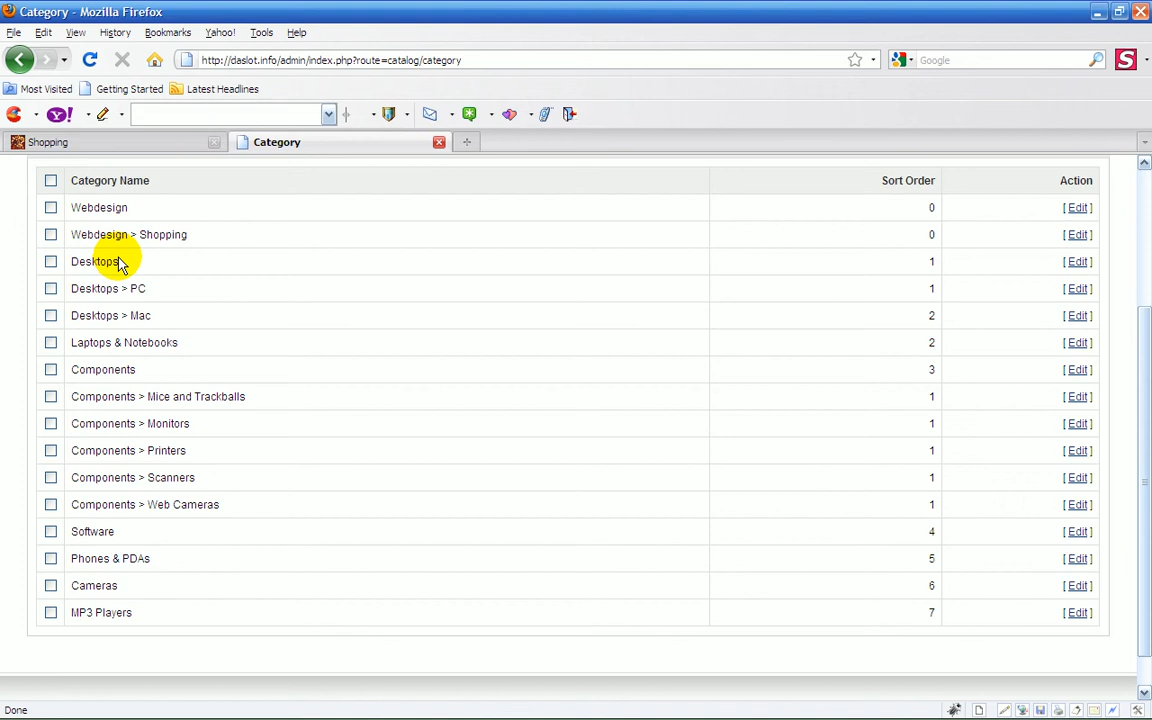 Category - Mozilla Firefox
File Edit View History Bookmarks Yahoo! Tools Help
http://daslot.info/admin/index.php?route=catalog/category
Google
S
Most Visited Getting Started Latest Headlines
Y!
Shopping Category
Category Name Sort Order Action
Webdesign 0 [ Edit ]
Webdesign > Shopping 0 [ Edit ]
Desktops 1 [ Edit ]
Desktops > PC 1 [ Edit ]
Desktops > Mac 2 [ Edit ]
Laptops & Notebooks 2 [ Edit ]
Components 3 [ Edit ]
Components > Mice and Trackballs 1 [ Edit ]
Components > Monitors 1 [ Edit ]
Components > Printers 1 [ Edit ]
Components > Scanners 1 [ Edit ]
Components > Web Cameras 1 [ Edit ]
Software 4 [ Edit ]
Phones & PDAs 5 [ Edit ]
Cameras 6 [ Edit ]
MP3 Players 7 [ Edit ]
Done